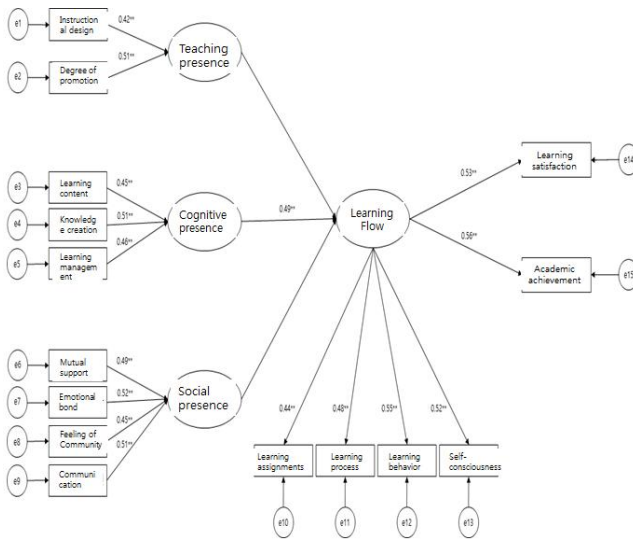 e1
Instruction
al design
0.42**
e2
Degree of
promotion
0.51**
Teaching
presence
e3
Learning
content
0.45**
e4
Knowledg
e creation
0.51**
e5
Learning
managem
ent
0.46**
Cognitive
presence
0.49**
Learning
Flow
0.53**
Learning
satisfaction
e14
0.56**
Academic
achievement
e15
e6
Mutual
support
0.49**
e7
Emotional
bond
0.52**
e8
Feeling of
Community
0.45**
e9
Communi
cation
0.51**
Social
presence
0.44**
0.48**
0.55**
0.52**
Learning
assignments
Learning
process
Learning
behavior
Self-
consciousness
e10
e11
e12
e13